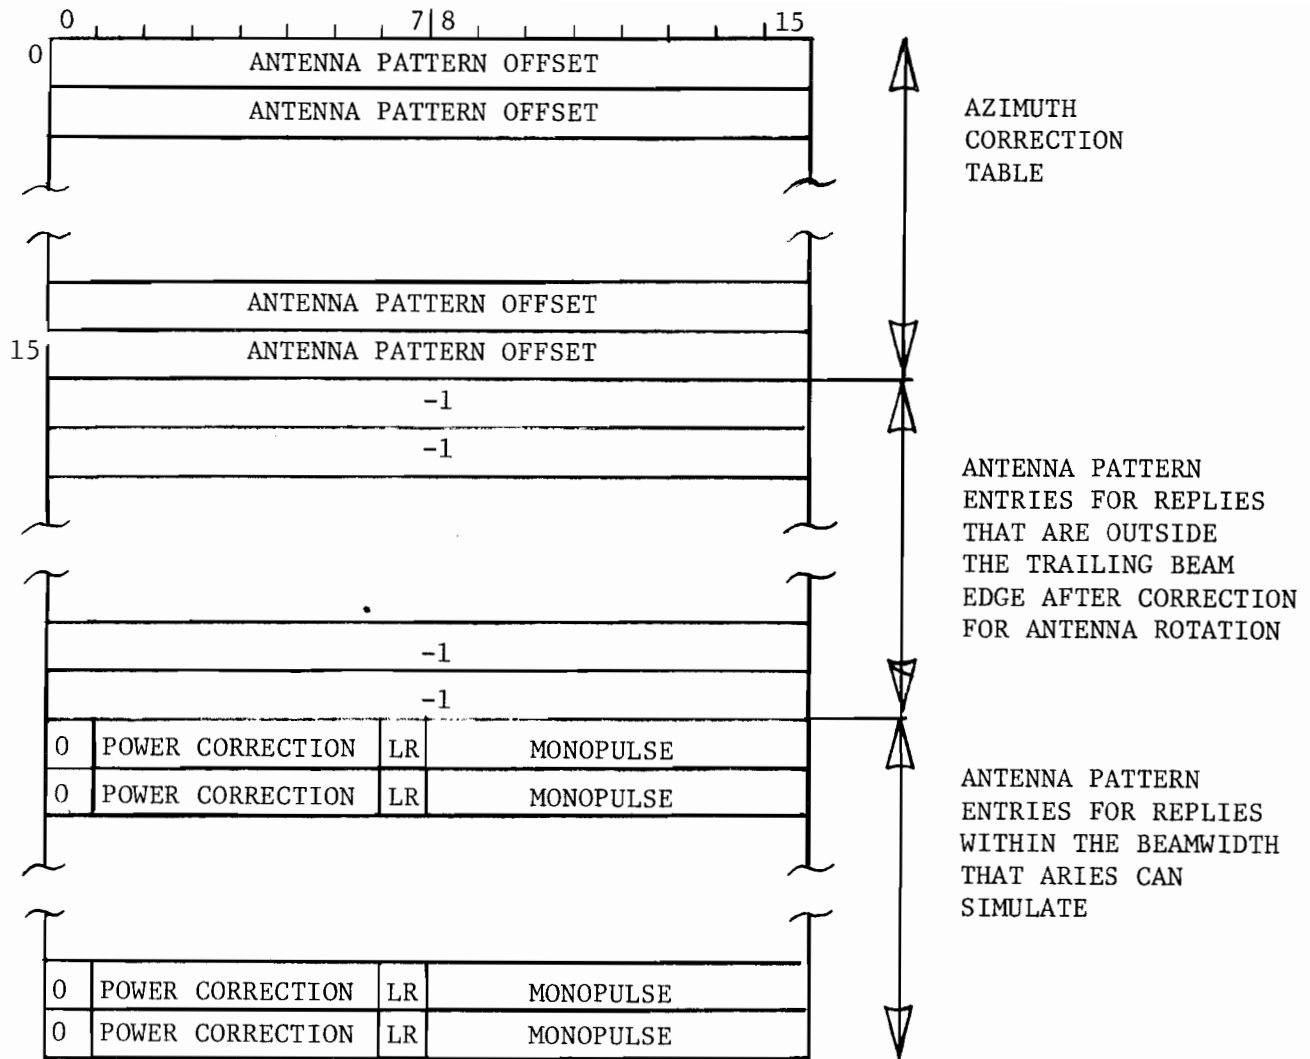 0 7 8 15
0
ANTENNA PATTERN OFFSET
ANTENNA PATTERN OFFSET
AZIMUTH
CORRECTION
TABLE
ANTENNA PATTERN OFFSET
15
ANTENNA PATTERN OFFSET
-1
-1
ANTENNA PATTERN
ENTRIES FOR REPLIES
THAT ARE OUTSIDE
THE TRAILING BEAM
EDGE AFTER CORRECTION
FOR ANTENNA ROTATION
-1
-1
0 POWER CORRECTION LR MONOPULSE
0 POWER CORRECTION LR MONOPULSE
ANTENNA PATTERN
ENTRIES FOR REPLIES
WITHIN THE BEAMWIDTH
THAT ARIES CAN
SIMULATE
0 POWER CORRECTION LR MONOPULSE
0 POWER CORRECTION LR MONOPULSE